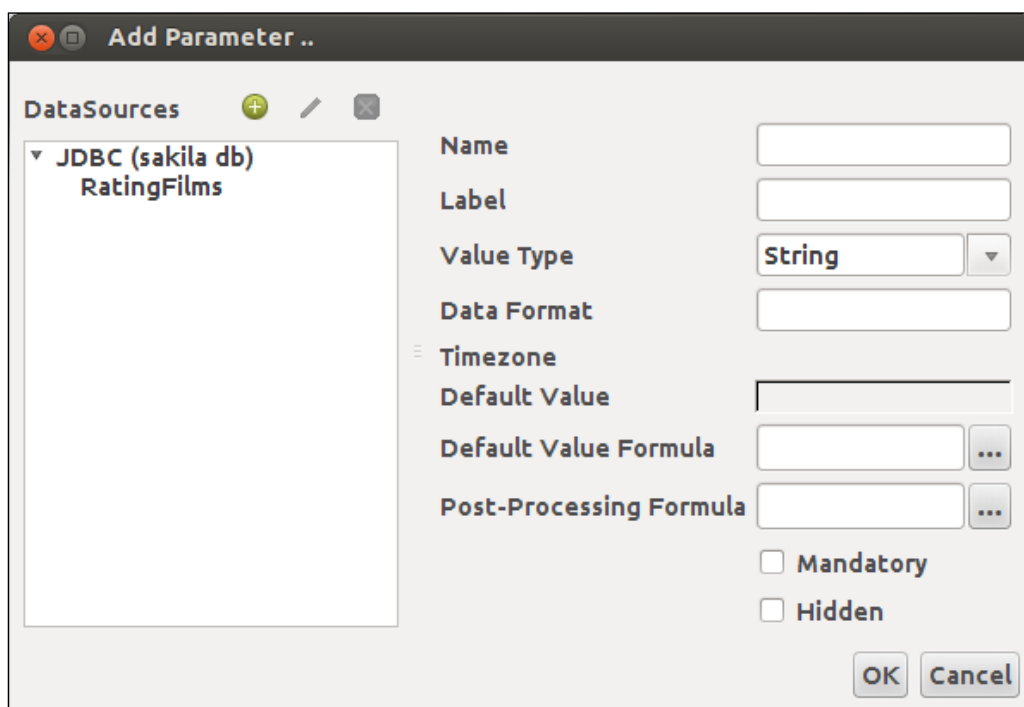 Add Parameter ..
DataSources
JDBC (sakila db)
RatingFilms
Name
Label
Value Type
String
Data Format
Timezone
Default Value
Default Value Formula
...
Post-Processing Formula
...
Mandatory
Hidden
OK
Cancel